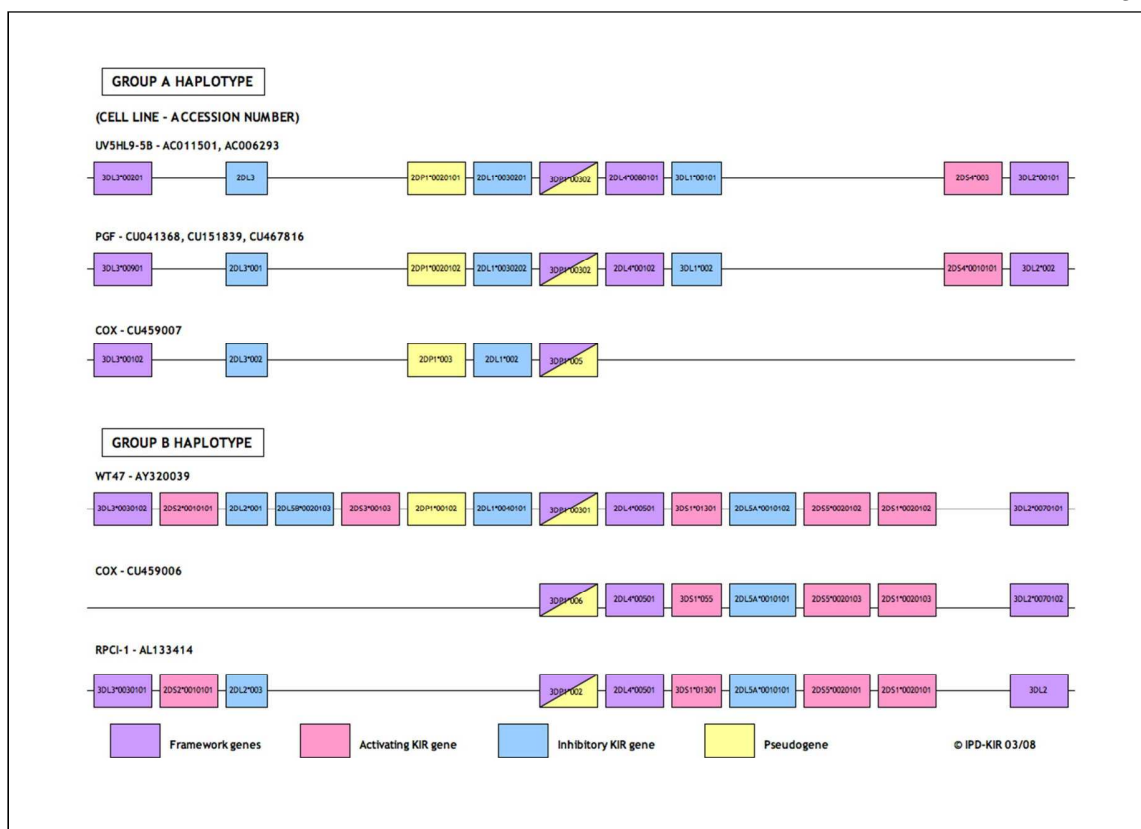 GROUP A HAPLOTYPE
(CELL LINE - ACCESSION NUMBER)
UV5HL9-5B - AC011501, AC006293
3DL3*00201 2DL3 2DP1*0020101 2DL1*0030201 3DP1*00302 2DL4*0080101 3DL1*00101 2DS4*003 3DL2*00101
PGF - CU041368, CU151839, CU467816
3DL3*00901 2DL3*001 2DP1*0020102 2DL1*0030202 3DP1*00302 2DL4*00102 3DL1*002 2DS4*0010101 3DL2*002
COX - CU459007
3DL3*00102 2DL3*002 2DP1*003 2DL1*002 3DP1*005
GROUP B HAPLOTYPE
WT47 - AY320039
3DL3*0030102 2DS2*0010101 2DL2*001 2DL5B*0020103 2DS3*00103 2DP1*00102 2DL1*0040101 3DP1*00301 2DL4*00501 3DS1*01301 2DL5A*0010102 2DS5*0020102 2DS1*0020102 3DL2*0070101
COX - CU459006
3DP1*006 2DL4*00501 3DS1*055 2DL5A*0010101 2DS5*0020103 2DS1*0020103 3DL2*0070102
RPCI-1 - AL133414
3DL3*0030101 2DS2*0010101 2DL2*003 3DP1*002 2DL4*00501 3DS1*01301 2DL5A*0010101 2DS5*0020101 2DS1*0020101 3DL2
Framework genes Activating KIR gene Inhibitory KIR gene Pseudogene © IPD-KIR 03/08